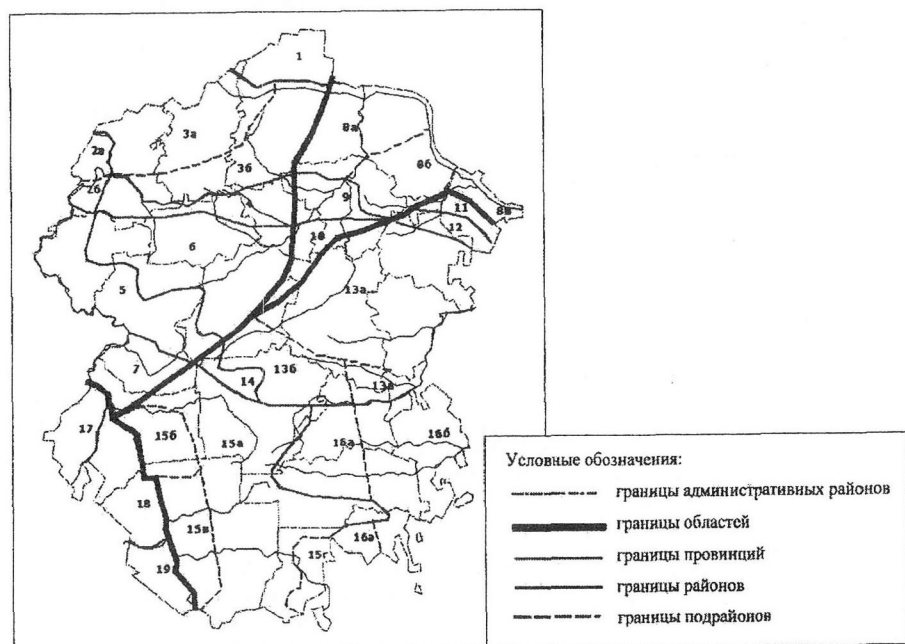 1
3а
8а
2а
3б
8б
2б
9
11
8в
12
10
6
5
13а
7
13б
14
17
15б
15а
16а
16б
18
15в
19
15г
Условные обозначения:
границы административных районов
границы областей
границы провинций
границы районов
границы подрайонов